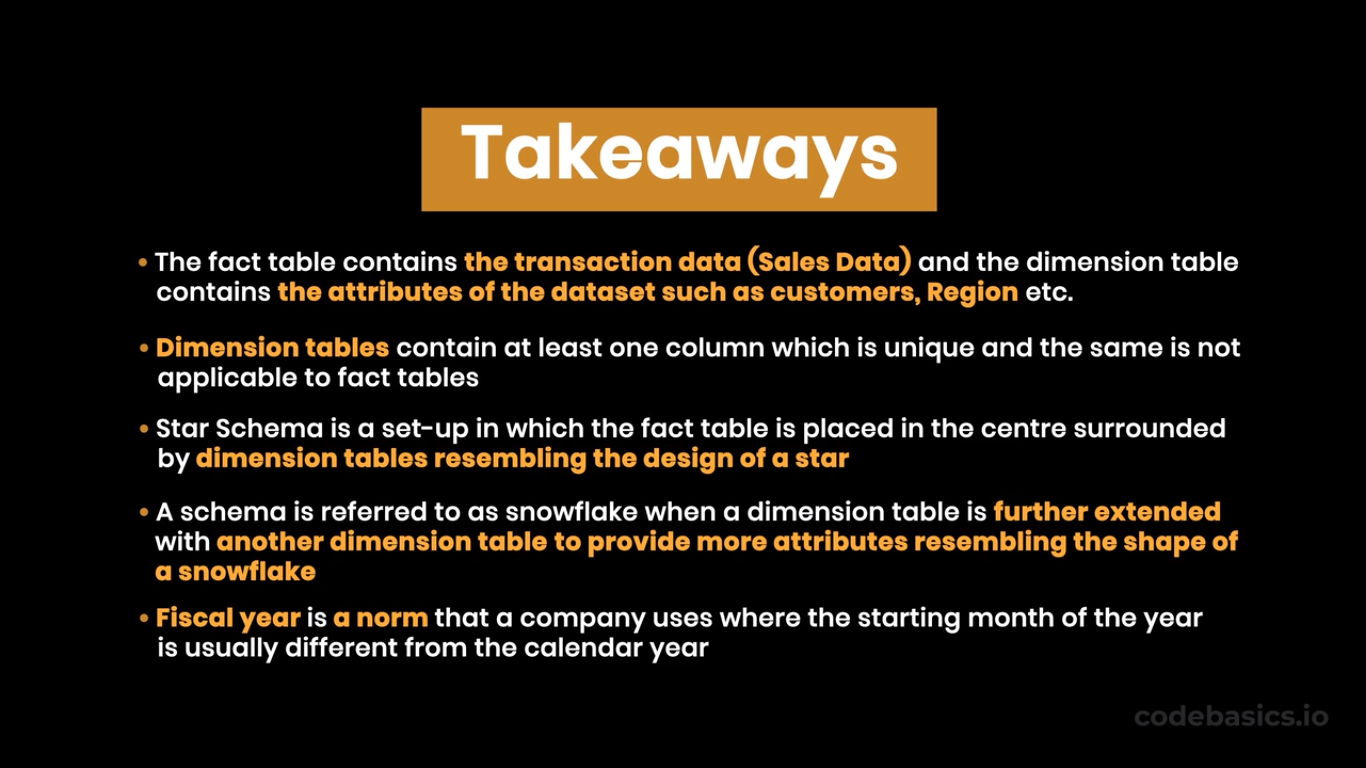 Takeaways
• The fact table contains the transaction data (Sales Data) and the dimension table
contains the attributes of the dataset such as customers, Region etc.
• Dimension tables contain at least one column which is unique and the same is not
applicable to fact tables
• Star Schema is a set-up in which the fact table is placed in the centre surrounded
by dimension tables resembling the design of a star
• A schema is referred to as snowflake when a dimension table is further extended
with another dimension table to provide more attributes resembling the shape of
a snowflake
• Fiscal year is a norm that a company uses where the starting month of the year
is usually different from the calendar year
codebasics.io